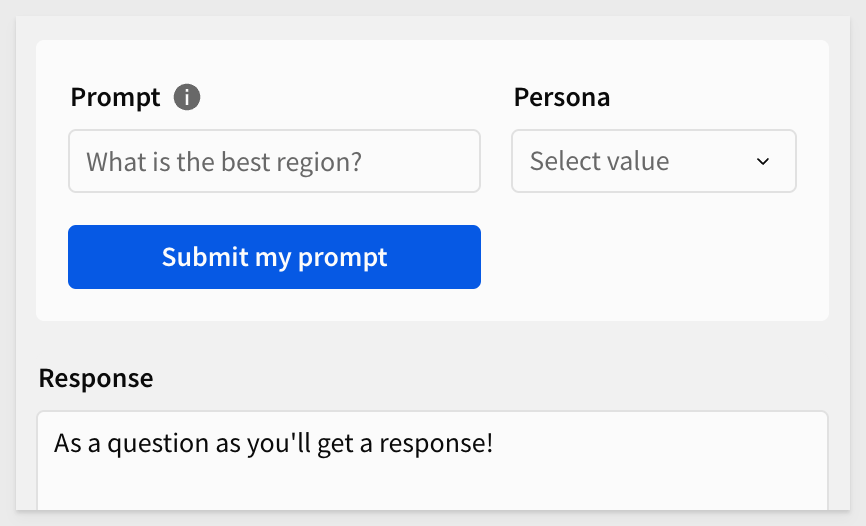 Prompt
Persona
What is the best region?
Select value
Submit my prompt
Response
As a question as you'll get a response!